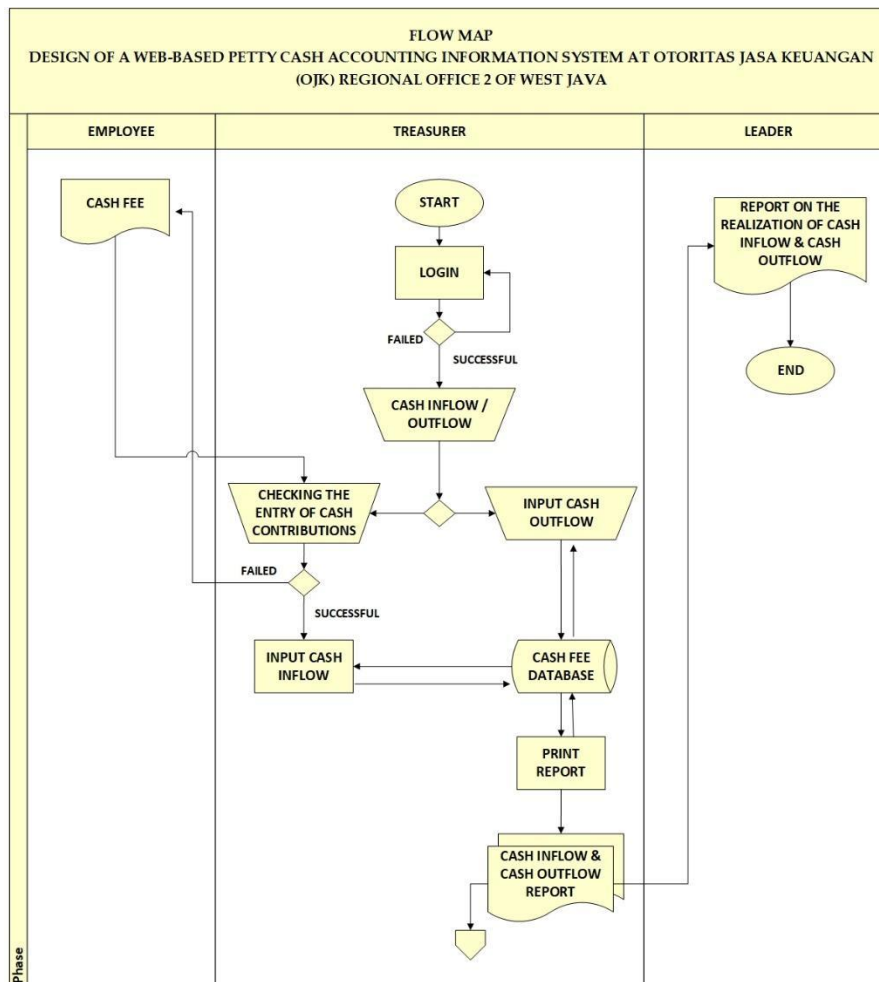 FLOW MAP
DESIGN OF A WEB-BASED PETTY CASH ACCOUNTING INFORMATION SYSTEM AT OTORITAS JASA KEUANGAN
(OJK) REGIONAL OFFICE 2 OF WEST JAVA
EMPLOYEE
TREASURER
LEADER
CASH FEE
START
REPORT ON THE
REALIZATION OF CASH
INFLOW & CASH
OUTFLOW
LOGIN
FAILED
SUCCESSFUL
END
CASH INFLOW /
OUTFLOW
CHECKING THE
ENTRY OF CASH
CONTRIBUTIONS
INPUT CASH
OUTFLOW
FAILED
SUCCESSFUL
INPUT CASH
INFLOW
CASH FEE
DATABASE
PRINT
REPORT
CASH INFLOW &
CASH OUTFLOW
REPORT
Phase